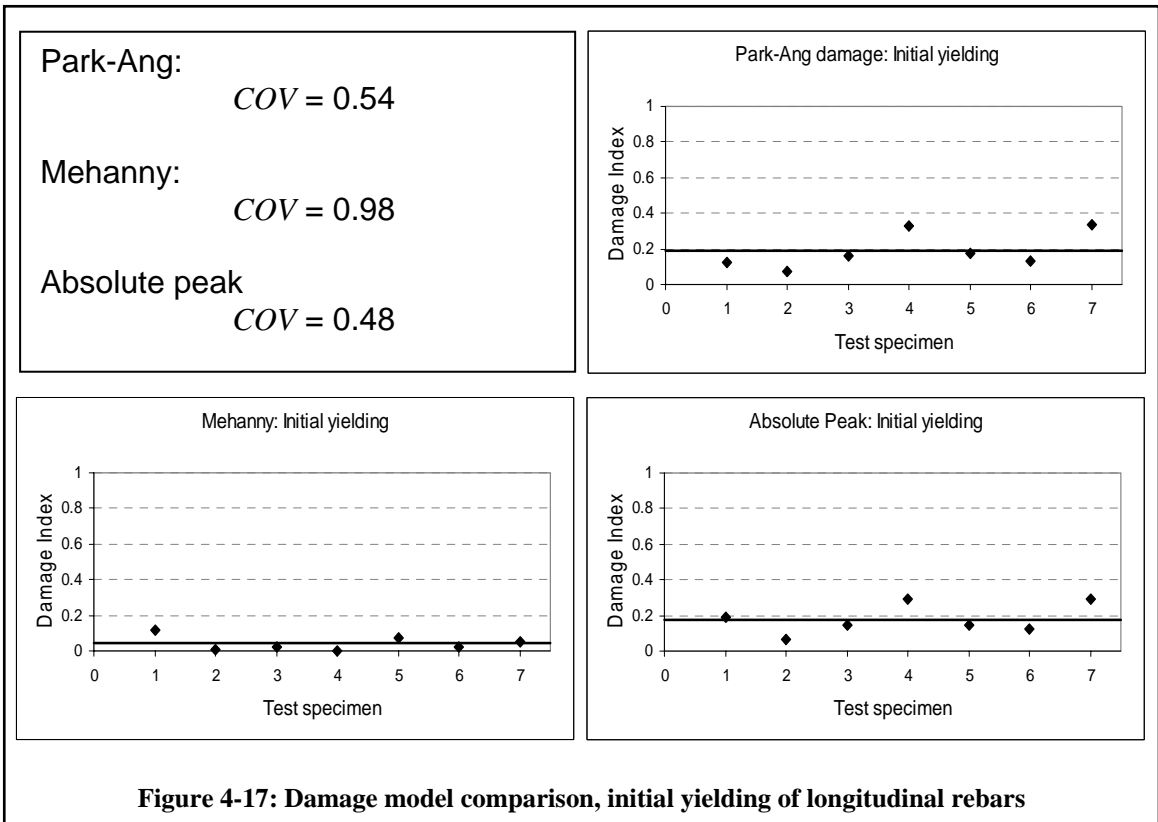 Park-Ang:
COV = 0.54
Mehanny:
COV = 0.98
Absolute peak
COV = 0.48
Park-Ang damage: Initial yielding
Damage Index
1
0.8
0.6
0.4
0.2
0
0 1 2 3 4 5 6 7
Test specimen
Mehanny: Initial yielding
Damage Index
1
0.8
0.6
0.4
0.2
0
0 1 2 3 4 5 6 7
Test specimen
Absolute Peak: Initial yielding
Damage Index
1
0.8
0.6
0.4
0.2
0
0 1 2 3 4 5 6 7
Test specimen
Figure 4-17: Damage model comparison, initial yielding of longitudinal rebars